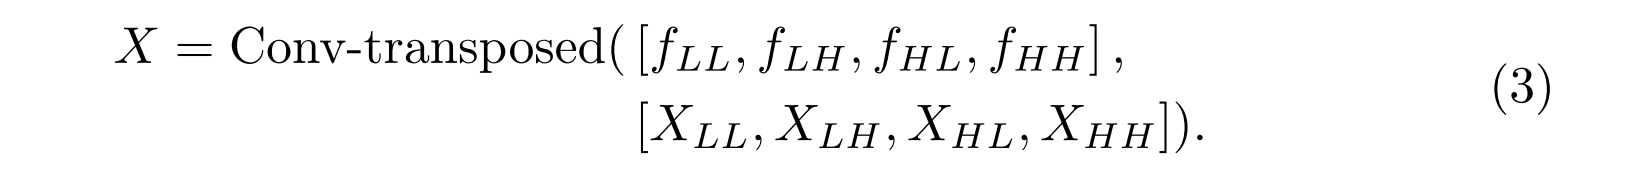 X = Conv-transposed( [f_{LL}, f_{LH}, f_{HL}, f_{HH}] ,
[X_{LL}, X_{LH}, X_{HL}, X_{HH}]).
(3)